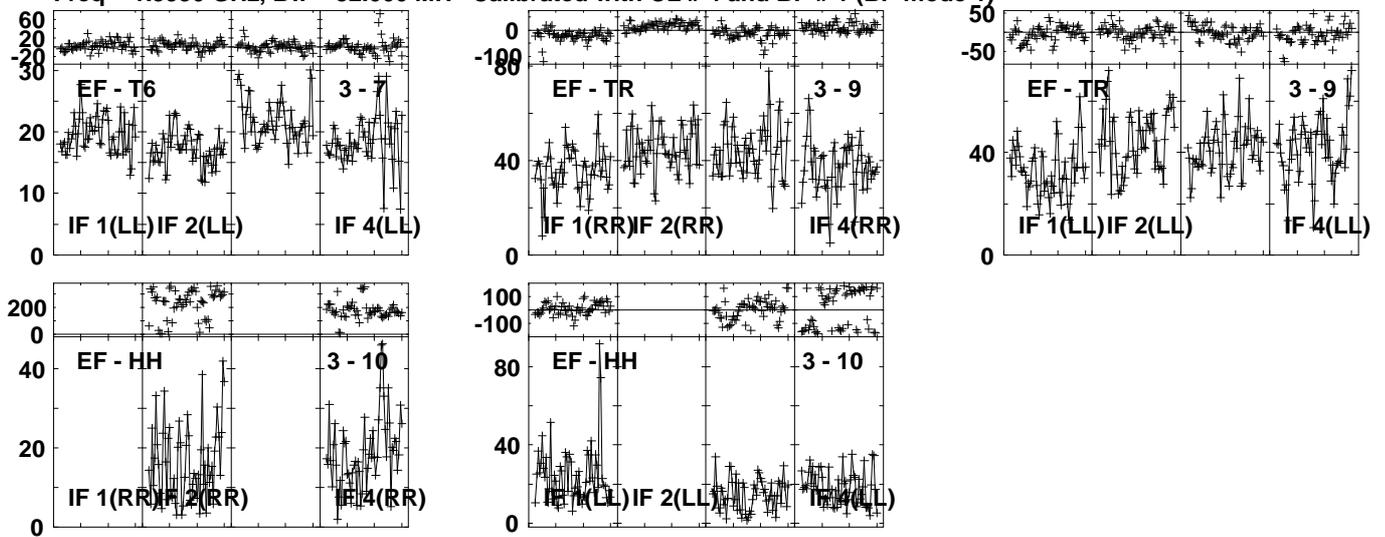 60
20
-20
30
20
10
0
EF - T6
3 - 7
IF 1(LL)
IF 2(LL)
IF 4(LL)
0
-100
80
40
0
EF - TR
3 - 9
IF 1(RR)
IF 2(RR)
IF 4(RR)
50
-50
40
0
EF - TR
3 - 9
IF 1(LL)
IF 2(LL)
IF 4(LL)
200
0
40
20
0
EF - HH
3 - 10
IF 1(RR)
IF 2(RR)
IF 4(RR)
100
-100
80
40
0
EF - HH
3 - 10
IF 1(LL)
IF 2(LL)
IF 4(LL)